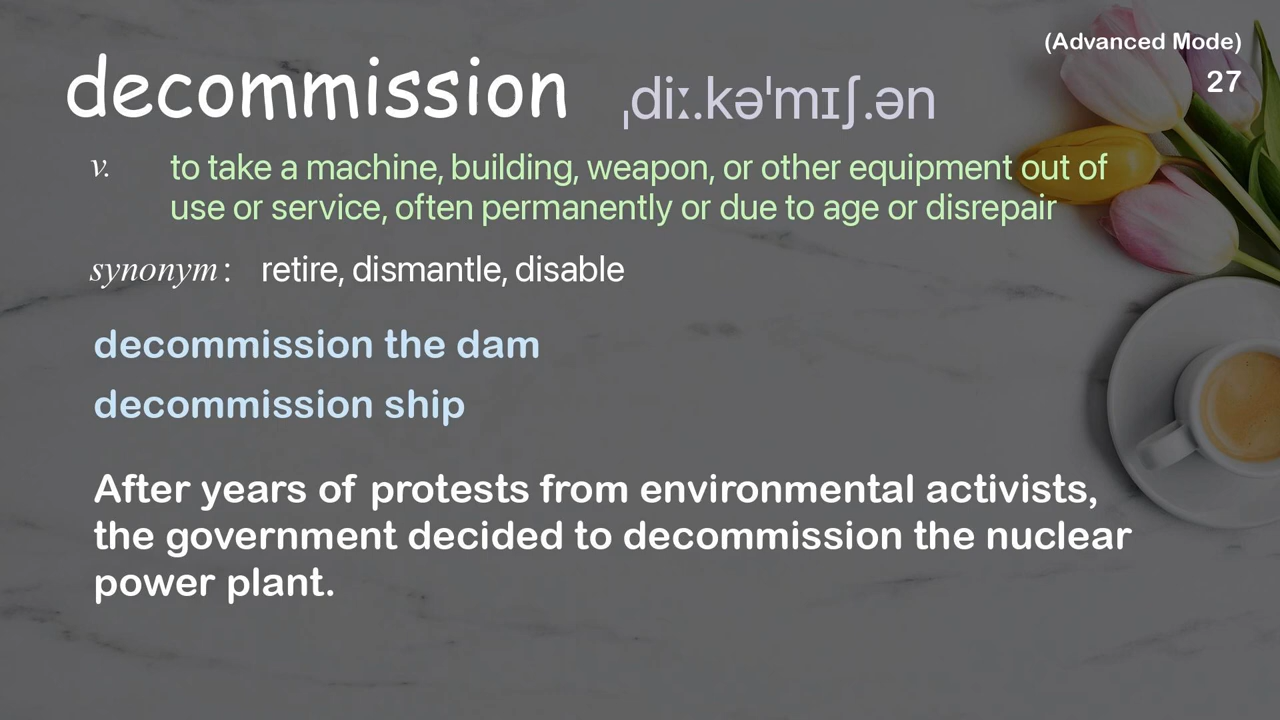 (Advanced Mode)
27
decommission ˌdiː.kəˈmɪʃ.ən
v. to take a machine, building, weapon, or other equipment out of
use or service, often permanently or due to age or disrepair
synonym: retire, dismantle, disable
decommission the dam
decommission ship
After years of protests from environmental activists,
the government decided to decommission the nuclear
power plant.